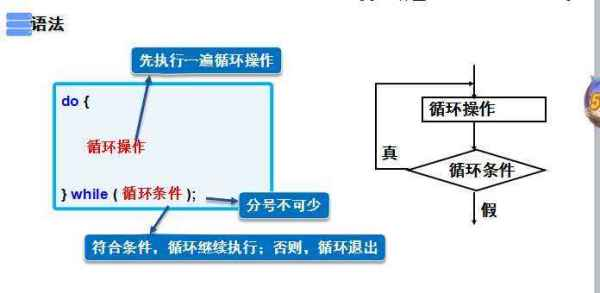 语法
先执行一遍循环操作
do {
循环操作
} while ( 循环条件 );
分号不可少
符合条件，循环继续执行；否则，循环退出
循环操作
真
循环条件
假